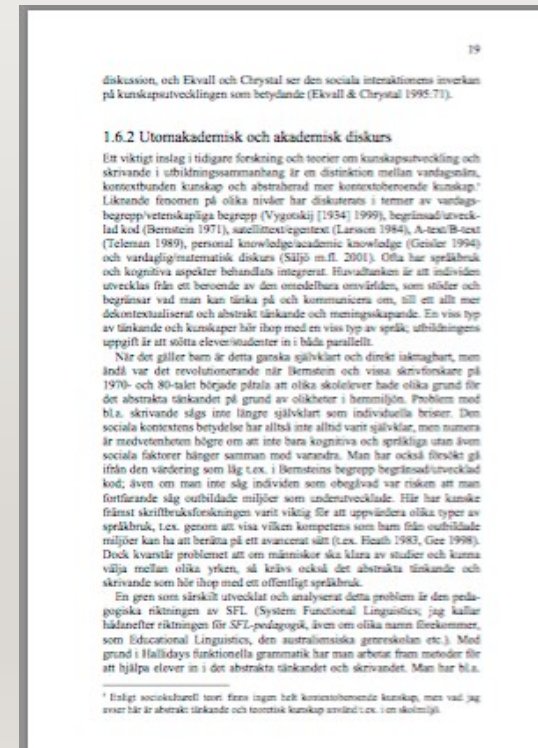 19
diskussion, och Ekvall och Chrystal ser den sociala interaktionens inverkan
på kunskapsutvecklingen som betydande (Ekvall & Chrystal 1995:71).
1.6.2 Utomakademisk och akademisk diskurs
Ett viktigt inslag i tidigare forskning och teorier om kunskapsutveckling och
skrivande i utbildningssammanhang är en distinktion mellan vardagsnära,
kontextbunden kunskap och abstraherad mer kontextoberoende kunskap.
Liknande fenomen på olika nivåer har diskuterats i termer av vardags-
begrepp/vetenskapliga begrepp (Vygotskij [1934] 1999), begränsad/utveck-
lad kod (Bernstein 1971), satellittext/egentext (Larsson 1984), A-text/B-text
(Teleman 1989), personal knowledge/academic knowledge (Geisler 1994)
och vardaglig/matematisk diskurs (Säljö m.fl. 2001). Ofta har språkbruk
och kognitiva aspekter behandlats integrerat. Huvudtanken är att individen
utvecklas från ett beroende av den omedelbara omvärlden, som stöder och
begränsar vad man kan tänka på och kommunicera om, till ett allt mer
dekontextualiserat och abstrakt tänkande och meningsskapande. En viss typ
av tänkande och kunskaper hör ihop med en viss typ av språk; utbildningens
uppgift är att stötta elever/studenter in i båda parallellt.
När det gäller barn är detta ganska självklart och direkt iakttagbart, men
ändå var det revolutionerande när Bernstein och vissa skrivforskare på
1970- och 80-talet började påtala att olika skolelever hade olika grund för
det abstrakta tänkandet på grund av olikheter i hemmiljön. Problem med
bl.a. skrivande sågs inte längre självklart som individuella brister. Den
sociala kontextens betydelse har alltså inte alltid varit självklar, men numera
är medvetenheten högre om att inte bara kognitiva och språkliga utan även
sociala faktorer hänger samman med varandra. Man har också försökt gå
ifrån den värdering som låg t.ex. i Bernsteins begrepp begränsad/utvecklad
kod; även om man inte såg individen som obegåvad var risken att man
fortfarande såg outbildade miljöer som underutvecklade. Här har kanske
främst skriftbruksforskningen varit viktig för att uppvärdera olika typer av
språkbruk, t.ex. genom att visa vilken kompetens som barn från outbildade
miljöer kan ha att berätta på ett avancerat sätt (t.ex. Heath 1983, Gee 1998).
Dock kvarstår problemet att om människor ska klara av studier och kunna
välja mellan olika yrken, så krävs också det abstrakta tänkande och
skrivande som hör ihop med ett offentligt språkbruk.
En gren som särskilt utvecklat och analyserat detta problem är den peda-
gogiska riktningen av SFL (System Functional Linguistics; jag kallar
hädanefter riktningen för SFL-pedagogik, även om olika namn förekommer,
som Educational Linguistics, den australiensiska genreskolan etc.). Med
grund i Hallidays funktionella grammatik har man arbetat fram metoder för
att hjälpa elever in i det abstrakta tänkandet och skrivandet. Man har bl.a.
Enligt sociokulturell teori finns ingen helt kontextoberoende kunskap, men vad jag
avser här är abstrakt tänkande och teoretisk kunskap använd t.ex. i en skolmiljö.